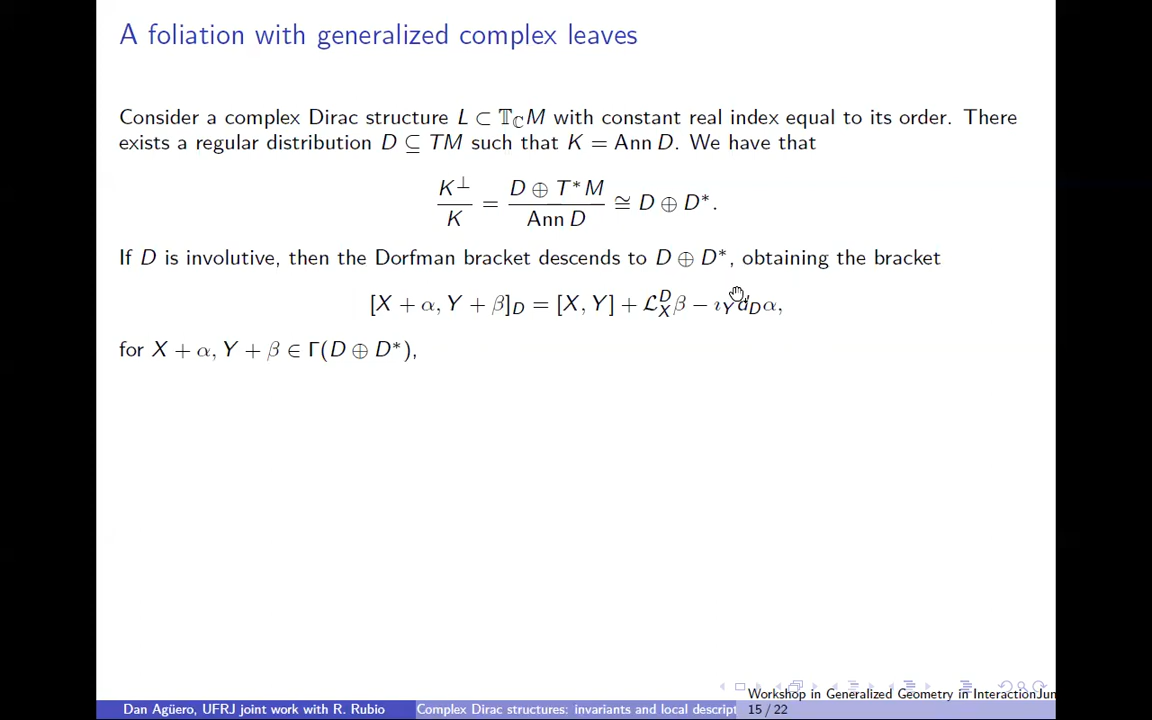 A foliation with generalized complex leaves
Consider a complex Dirac structure L ⊂ 𝕋_ℂM with constant real index equal to its order. There
exists a regular distribution D ⊆ TM such that K = Ann D. We have that
K^⊥/K = (D ⊕ T*M)/(Ann D) ≅ D ⊕ D*.
If D is involutive, then the Dorfman bracket descends to D ⊕ D*, obtaining the bracket
[X + α, Y + β]_D = [X, Y] + ℒ_X^D β − ı_Y d_D α,
for X + α, Y + β ∈ Γ(D ⊕ D*),
Workshop in Generalized Geometry in InteractionJun
Dan Agüero, UFRJ joint work with R. Rubio
Complex Dirac structures: invariants and local descript
15 / 22